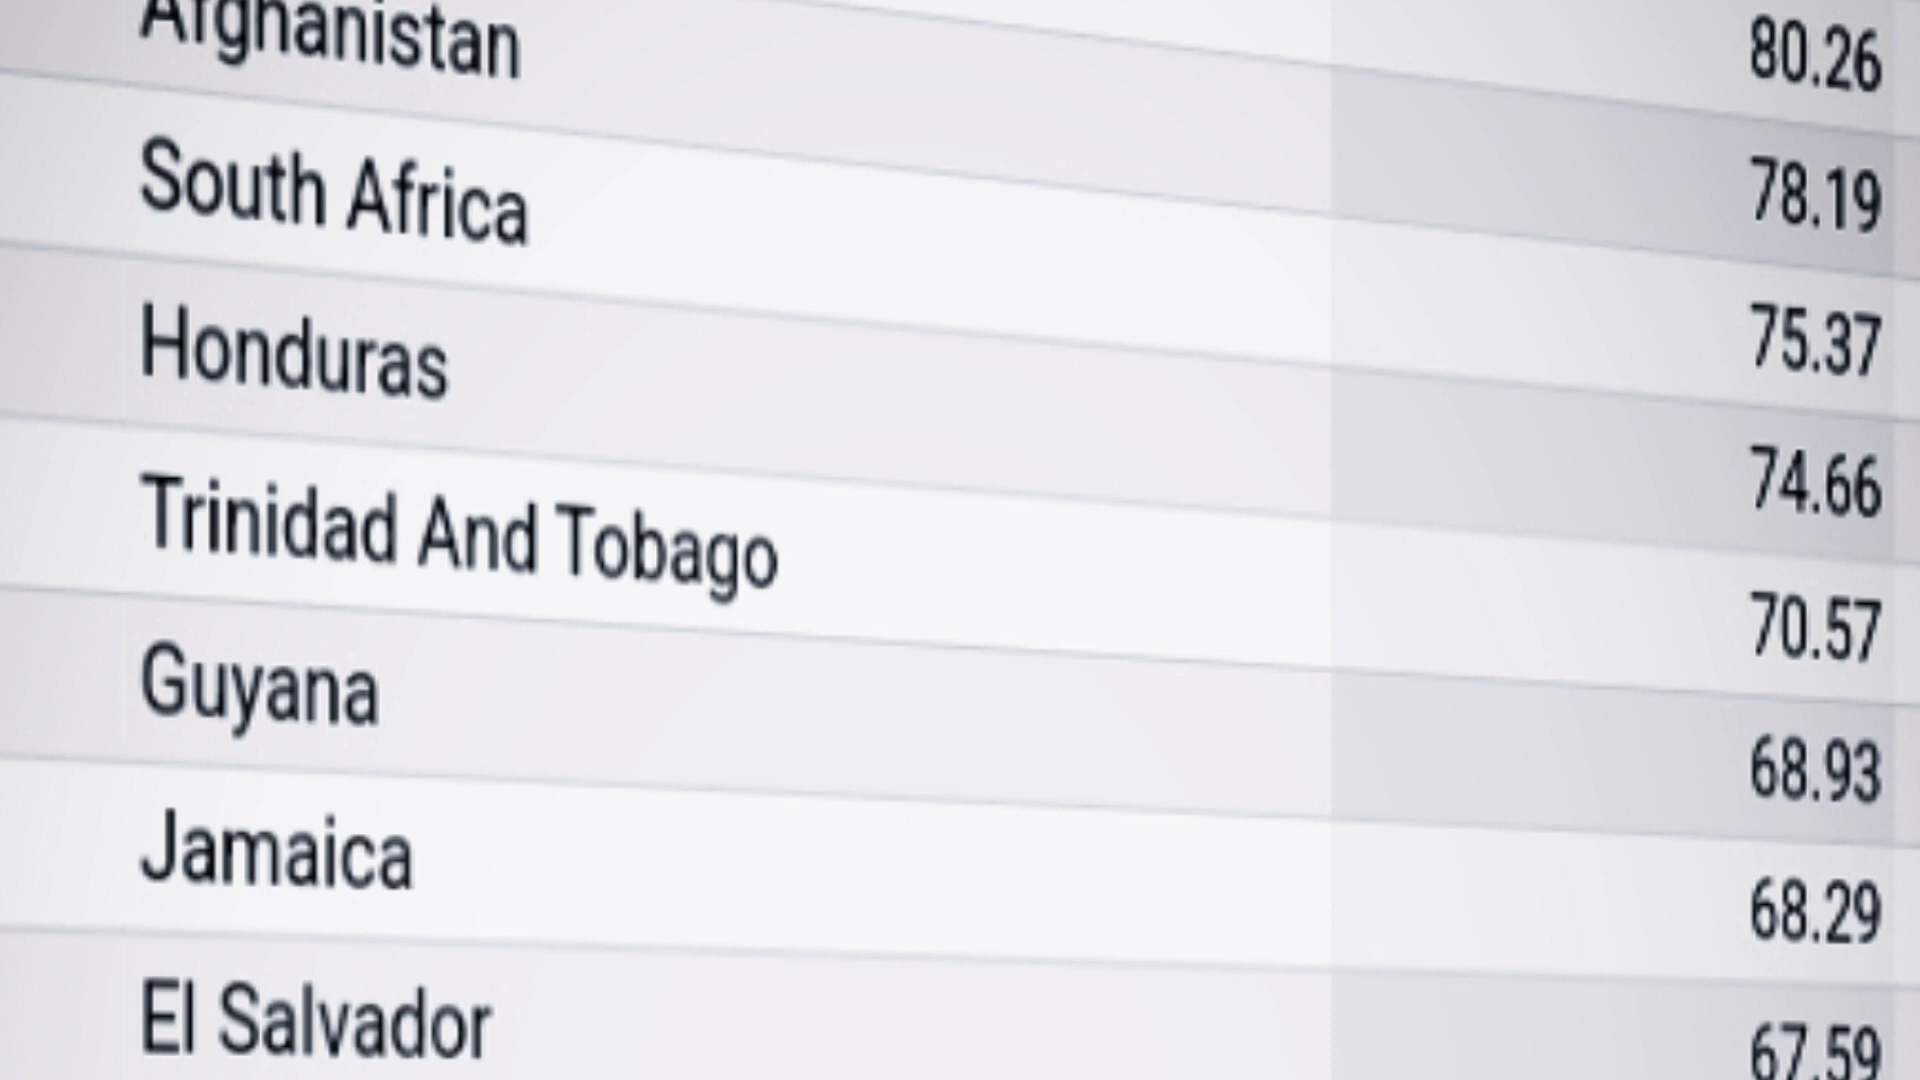 80.26
Afghanistan 78.19
South Africa 75.37
Honduras 74.66
Trinidad And Tobago 70.57
Guyana 68.93
Jamaica 68.29
El Salvador 67.59